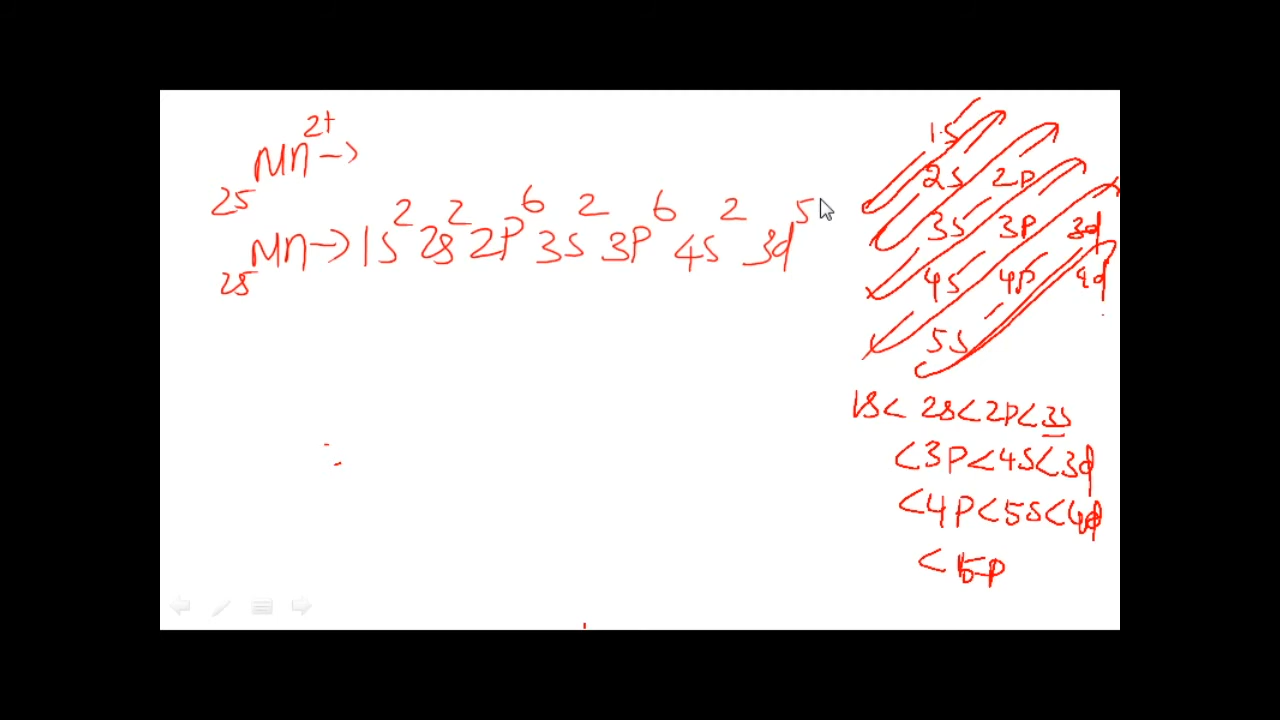 ₂₅Mn²⁺ →
₂₅Mn → 1s² 2s² 2p⁶ 3s² 3p⁶ 4s² 3d⁵
1s
2s 2p
3s 3p 3d
4s 4p 4d
5s
1s < 2s < 2p < 3s
< 3p < 4s < 3d
< 4p < 5s < 4d
< 5p